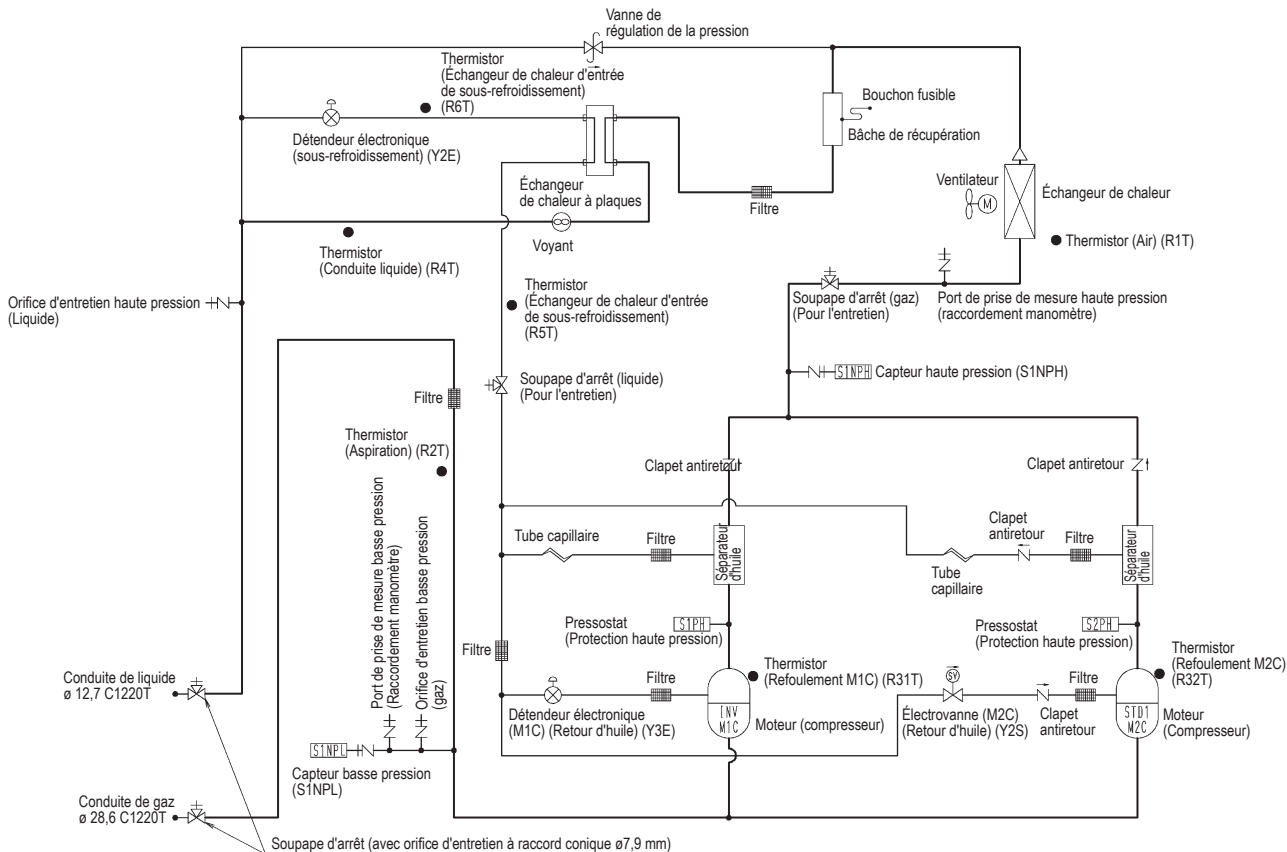 Vanne de
régulation de la pression
Thermistor
(Échangeur de chaleur d'entrée
de sous-refroidissement)
(R6T)
Détendeur électronique
(sous-refroidissement) (Y2E)
Échangeur
de chaleur à plaques
Bouchon fusible
Bâche de récupération
Filtre
Ventilateur
M
Échangeur de chaleur
Thermistor (Air) (R1T)
Voyant
Thermistor
(Conduite liquide) (R4T)
Orifice d'entretien haute pression
(Liquide)
Thermistor
(Échangeur de chaleur d'entrée
de sous-refroidissement)
(R5T)
Soupape d'arrêt (gaz)
(Pour l'entretien)
Port de prise de mesure haute pression
(raccordement manomètre)
S1NPH
Capteur haute pression (S1NPH)
Soupape d'arrêt (liquide)
(Pour l'entretien)
Filtre
Thermistor
(Aspiration) (R2T)
Clapet antiretour
Clapet antiretour
Tube capillaire
Filtre
Séparateur
d'huile
Clapet
antiretour
Filtre
Tube
capillaire
Séparateur
d'huile
Port de prise de mesure basse pression
(Raccordement manomètre)
Orifice d'entretien basse pression
(gaz)
Pressostat
(Protection haute pression)
S1PH
Pressostat
(Protection haute pression)
S2PH
Filtre
Thermistor
(Refoulement M1C) (R31T)
Thermistor
(Refoulement M2C)
(R32T)
Filtre
INV
M1C
Moteur (compresseur)
Détendeur électronique
(M1C) (Retour d'huile) (Y3E)
SV
Électrovanne (M2C)
(Retour d'huile) (Y2S)
Clapet
antiretour
Filtre
STD1
M2C
Moteur
(Compresseur)
Conduite de liquide
ø 12,7 C1220T
S1NPL
Capteur basse pression
(S1NPL)
Conduite de gaz
ø 28,6 C1220T
Soupape d'arrêt (avec orifice d'entretien à raccord conique ø7,9 mm)